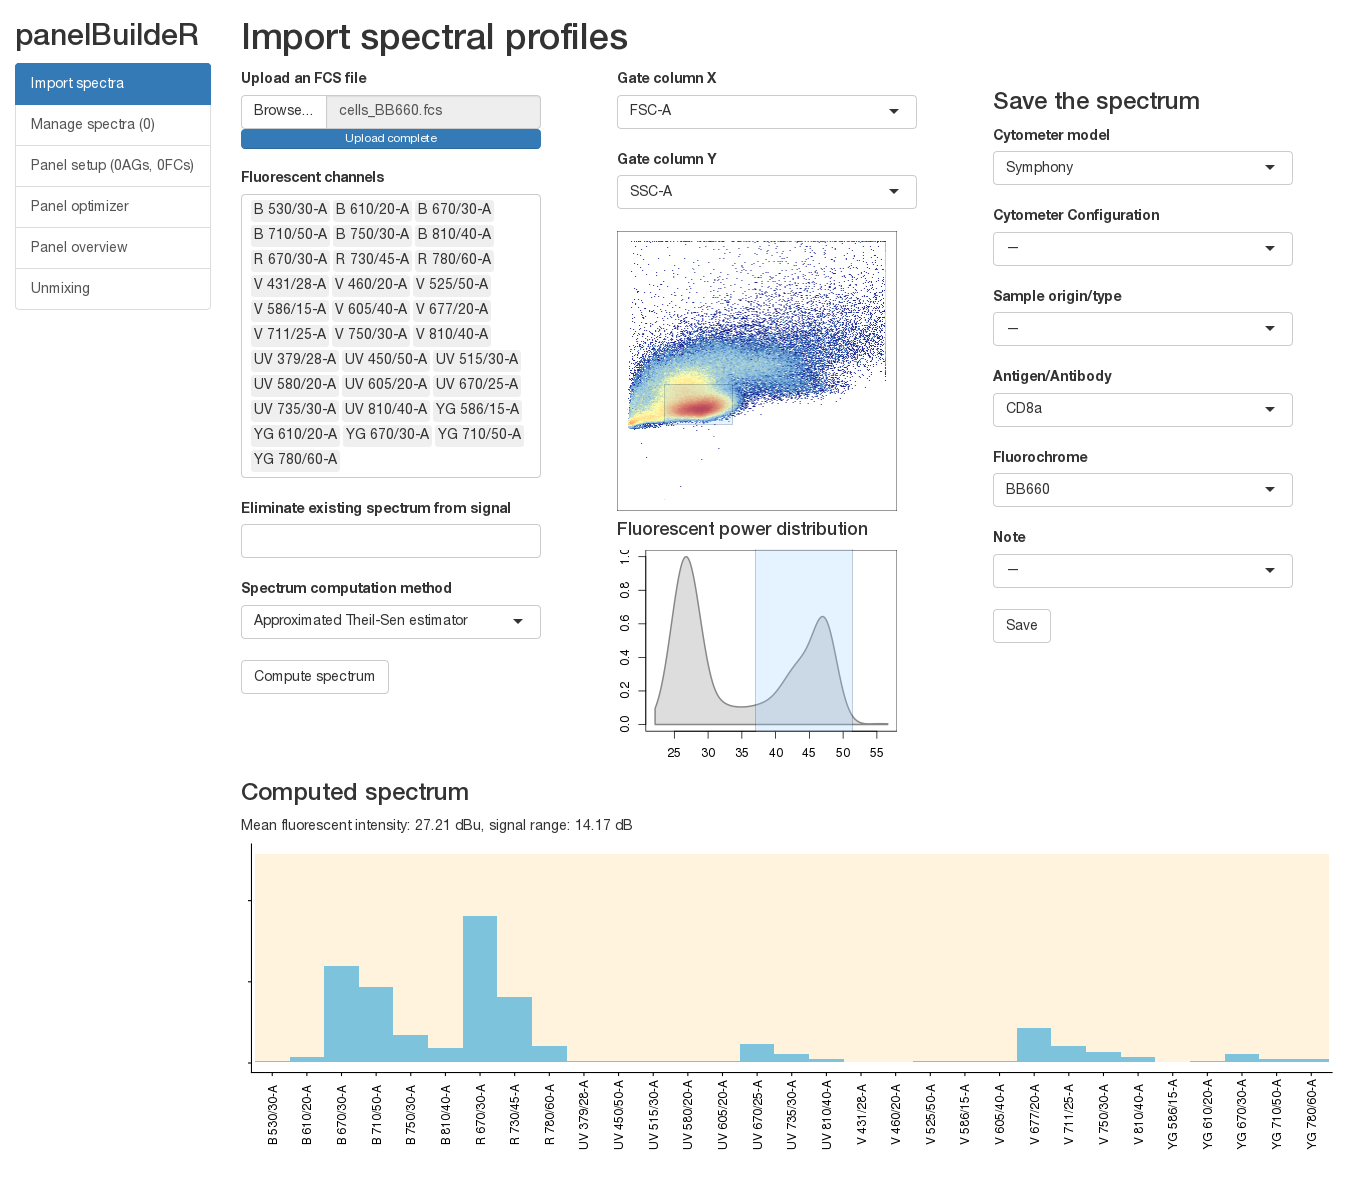 panelBuildeR
Import spectra
Manage spectra (0)
Panel setup (0AGs, 0FCs)
Panel optimizer
Panel overview
Unmixing
Import spectral profiles
Upload an FCS file
Browse... cells_BB660.fcs
Upload complete
Fluorescent channels
B 530/30-A B 610/20-A B 670/30-A
B 710/50-A B 750/30-A B 810/40-A
R 670/30-A R 730/45-A R 780/60-A
V 431/28-A V 460/20-A V 525/50-A
V 586/15-A V 605/40-A V 677/20-A
V 711/25-A V 750/30-A V 810/40-A
UV 379/28-A UV 450/50-A UV 515/30-A
UV 580/20-A UV 605/20-A UV 670/25-A
UV 735/30-A UV 810/40-A YG 586/15-A
YG 610/20-A YG 670/30-A YG 710/50-A
YG 780/60-A
Eliminate existing spectrum from signal
Spectrum computation method
Approximated Theil-Sen estimator
Compute spectrum
Gate column X
FSC-A
Gate column Y
SSC-A
Fluorescent power distribution
1.0
0.8
0.6
0.4
0.2
0.0
25 30 35 40 45 50 55
Save the spectrum
Cytometer model
Symphony
Cytometer Configuration
—
Sample origin/type
—
Antigen/Antibody
CD8a
Fluorochrome
BB660
Note
—
Save
Computed spectrum
Mean fluorescent intensity: 27.21 dBu, signal range: 14.17 dB
B 530/30-A
B 610/20-A
B 670/30-A
B 710/50-A
B 750/30-A
B 810/40-A
R 670/30-A
R 730/45-A
R 780/60-A
UV 379/28-A
UV 450/50-A
UV 515/30-A
UV 580/20-A
UV 605/20-A
UV 670/25-A
UV 735/30-A
UV 810/40-A
V 431/28-A
V 460/20-A
V 525/50-A
V 586/15-A
V 605/40-A
V 677/20-A
V 711/25-A
V 750/30-A
V 810/40-A
YG 586/15-A
YG 610/20-A
YG 670/30-A
YG 710/50-A
YG 780/60-A